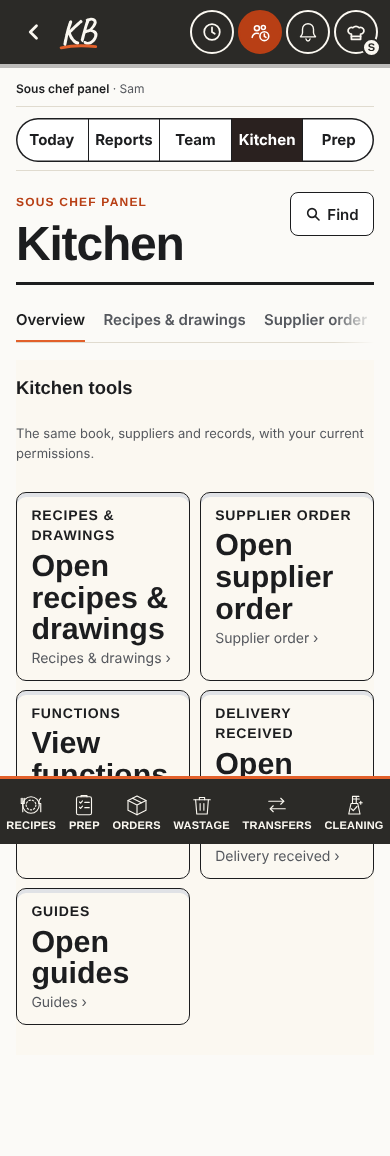 KB
S
Sous chef panel · Sam
Today Reports Team Kitchen Prep
SOUS CHEF PANEL
Kitchen
Find
Overview Recipes & drawings Supplier order
Kitchen tools
The same book, suppliers and records, with your current
permissions.
RECIPES &
DRAWINGS
Open
recipes &
drawings
Recipes & drawings ›
SUPPLIER ORDER
Open
supplier
order
Supplier order ›
FUNCTIONS
View
functions
DELIVERY
RECEIVED
Open
RECIPES PREP ORDERS WASTAGE TRANSFERS CLEANING
Delivery received ›
GUIDES
Open
guides
Guides ›